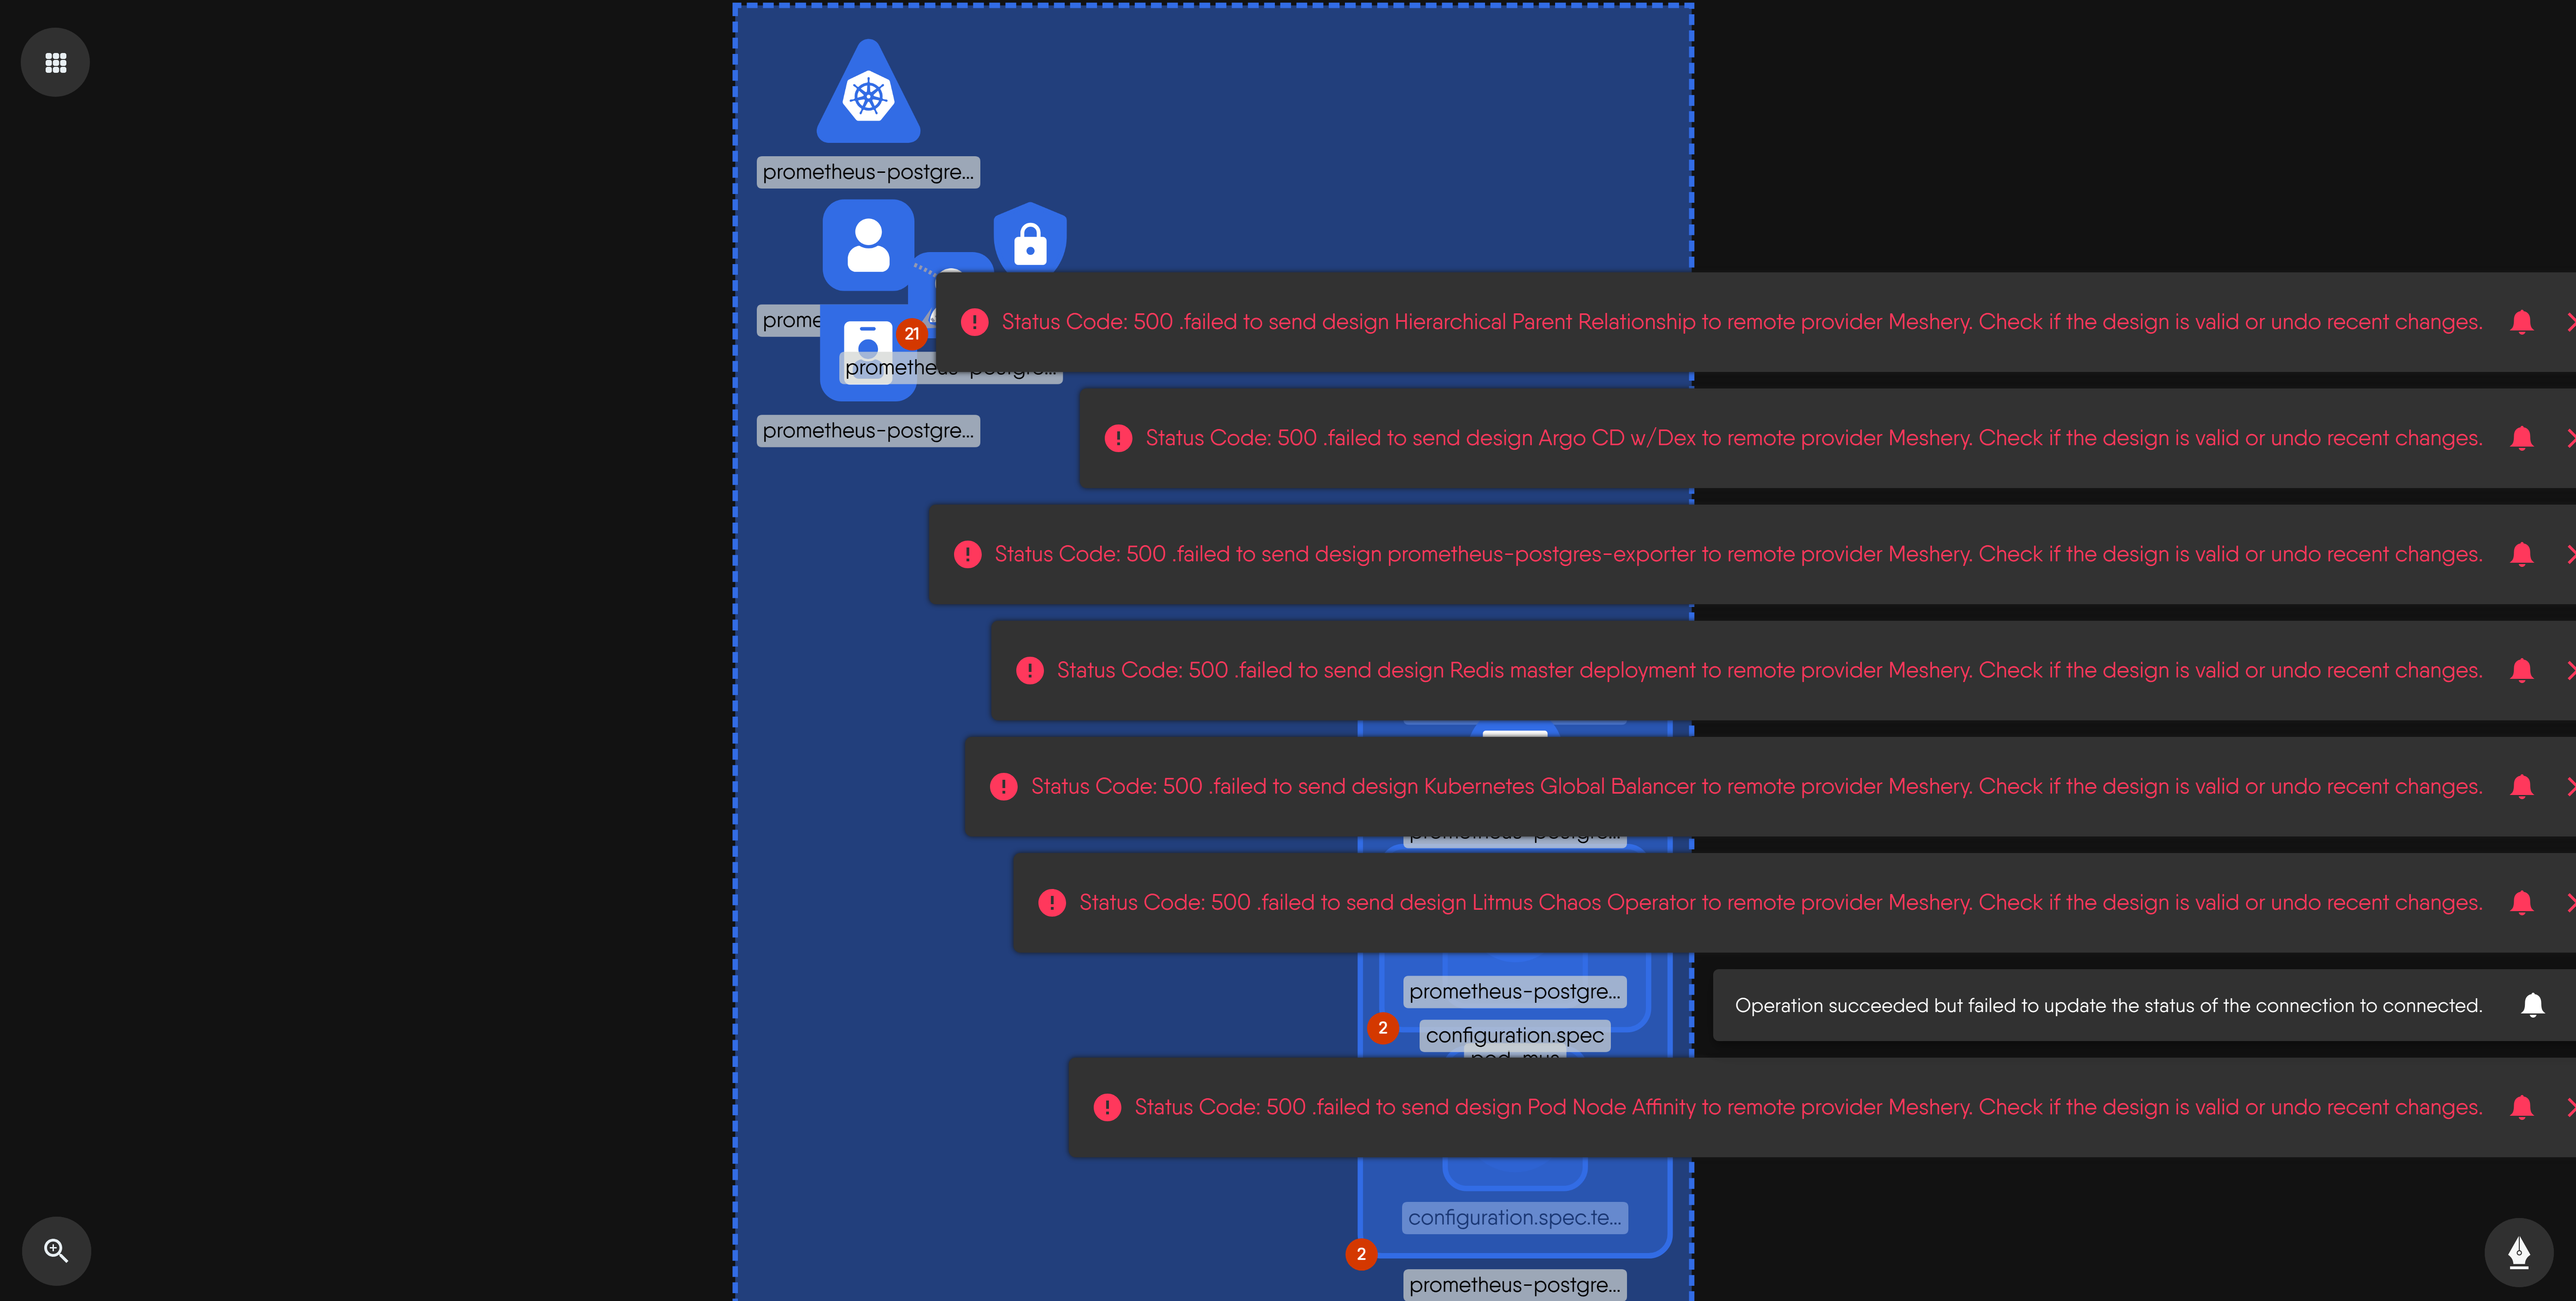 prometheus-postgre...
prome
21
prometheus-postgre...
Status Code: 500 .failed to send design Hierarchical Parent Relationship to remote provider Meshery. Check if the design is valid or undo recent changes.
prometheus-postgre...
Status Code: 500 .failed to send design Argo CD w/Dex to remote provider Meshery. Check if the design is valid or undo recent changes.
Status Code: 500 .failed to send design prometheus-postgres-exporter to remote provider Meshery. Check if the design is valid or undo recent changes.
Status Code: 500 .failed to send design Redis master deployment to remote provider Meshery. Check if the design is valid or undo recent changes.
Status Code: 500 .failed to send design Kubernetes Global Balancer to remote provider Meshery. Check if the design is valid or undo recent changes.
prometheus-postgre...
Status Code: 500 .failed to send design Litmus Chaos Operator to remote provider Meshery. Check if the design is valid or undo recent changes.
prometheus-postgre...
Operation succeeded but failed to update the status of the connection to connected.
2
configuration.spec
Status Code: 500 .failed to send design Pod Node Affinity to remote provider Meshery. Check if the design is valid or undo recent changes.
configuration.spec.te...
2
prometheus-postgre...